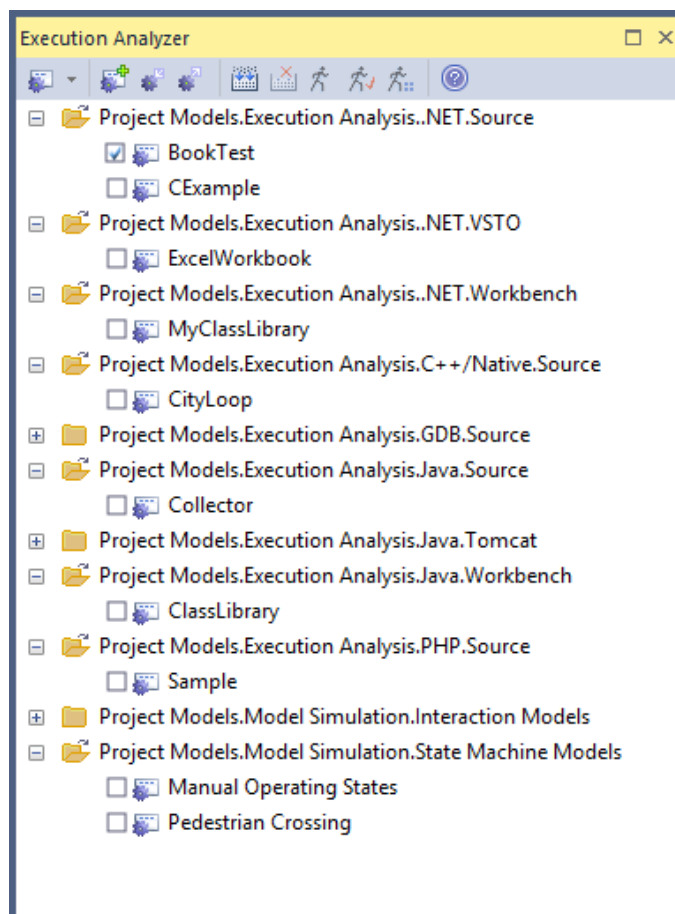 Execution Analyzer
Project Models.Execution Analysis..NET.Source
BookTest
CExample
Project Models.Execution Analysis..NET.VSTO
ExcelWorkbook
Project Models.Execution Analysis..NET.Workbench
MyClassLibrary
Project Models.Execution Analysis.C++/Native.Source
CityLoop
Project Models.Execution Analysis.GDB.Source
Project Models.Execution Analysis.Java.Source
Collector
Project Models.Execution Analysis.Java.Tomcat
Project Models.Execution Analysis.Java.Workbench
ClassLibrary
Project Models.Execution Analysis.PHP.Source
Sample
Project Models.Model Simulation.Interaction Models
Project Models.Model Simulation.State Machine Models
Manual Operating States
Pedestrian Crossing